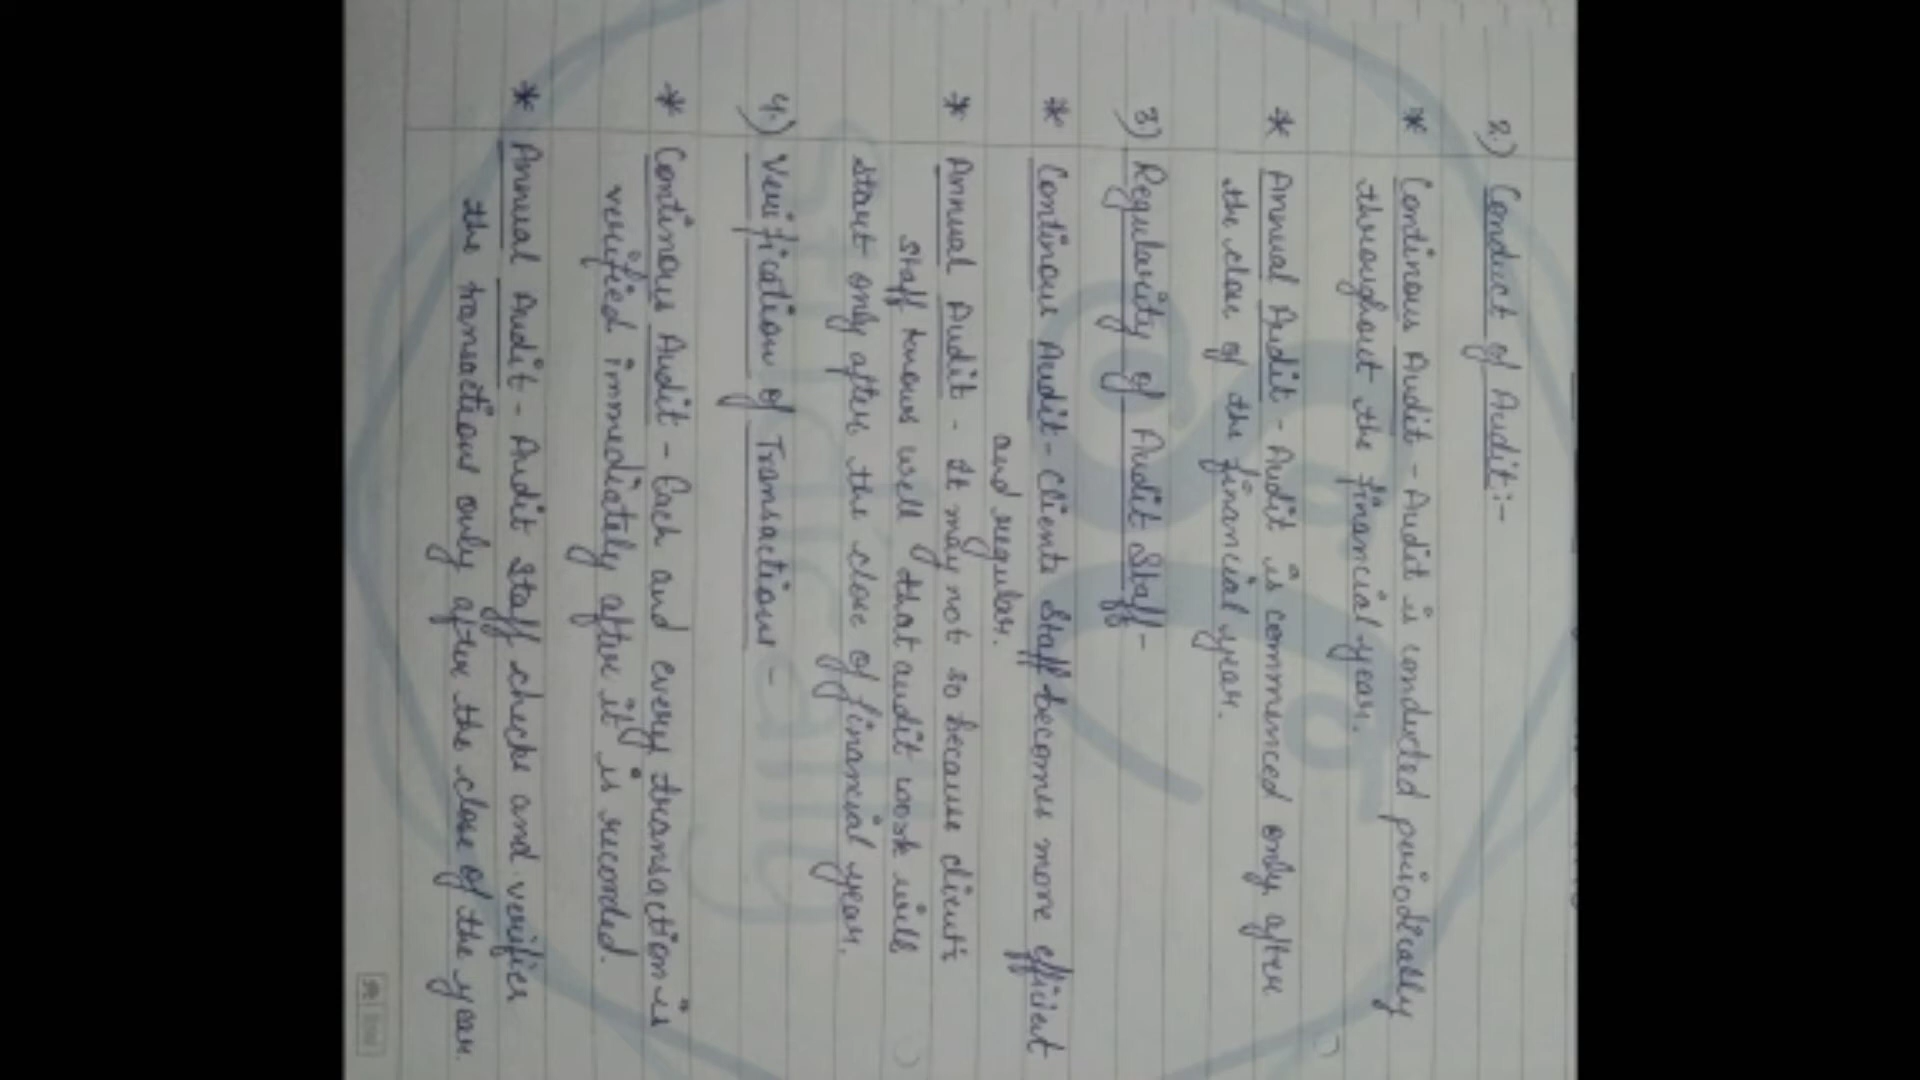 2.) Conduct of Audit:-
* Continous Audit - Audit is conducted periodically
throughout the financial year.
* Annual Audit - Audit is commenced only after
the close of the financial year.
3) Regularity of Audit Staff -
* Continous Audit - Clients Staff becomes more efficient
and regular.
* Annual Audit - It may not so because client's
staff knows well that audit work will
start only after the close of financial year.
4.) Verification of Transactions -
* Continous Audit - Each and every transaction is
verified immediately after it is recorded.
* Annual Audit - Audit Staff checks and verifies
the transactions only after the close of the year.